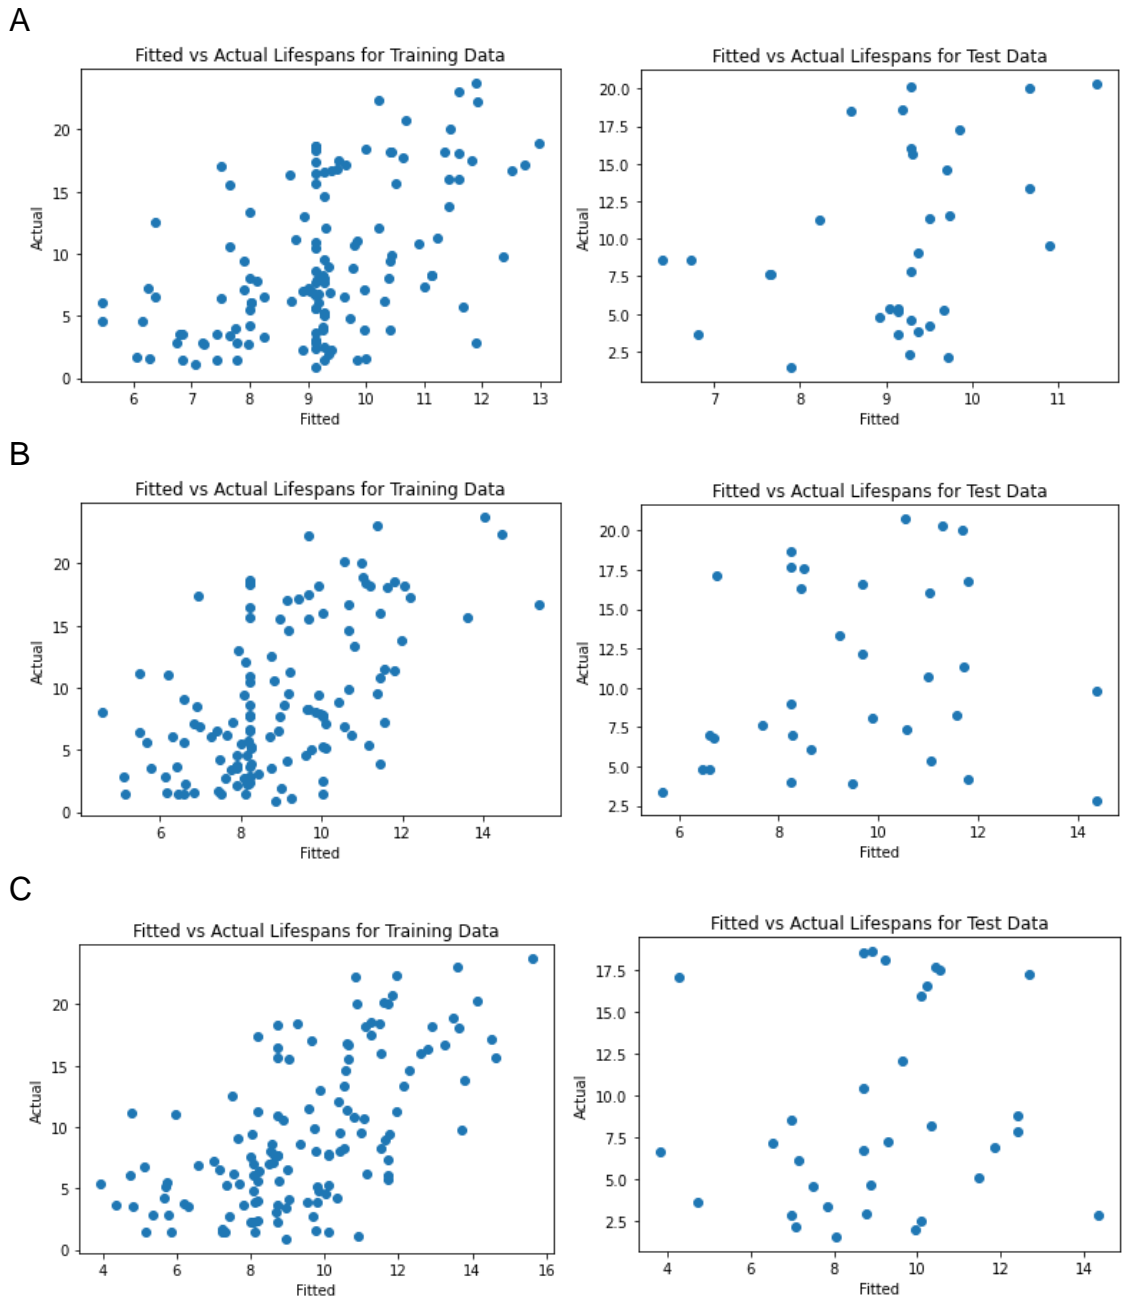 A
Fitted vs Actual Lifespans for Training Data
Actual
20
15
10
5
0
6 7 8 9 10 11 12 13
Fitted
Fitted vs Actual Lifespans for Test Data
Actual
20.0
17.5
15.0
12.5
10.0
7.5
5.0
2.5
7 8 9 10 11
Fitted
B
Fitted vs Actual Lifespans for Training Data
Actual
20
15
10
5
0
6 8 10 12 14
Fitted
Fitted vs Actual Lifespans for Test Data
Actual
20.0
17.5
15.0
12.5
10.0
7.5
5.0
2.5
6 8 10 12 14
Fitted
C
Fitted vs Actual Lifespans for Training Data
Actual
20
15
10
5
0
4 6 8 10 12 14 16
Fitted
Fitted vs Actual Lifespans for Test Data
Actual
17.5
15.0
12.5
10.0
7.5
5.0
2.5
4 6 8 10 12 14
Fitted